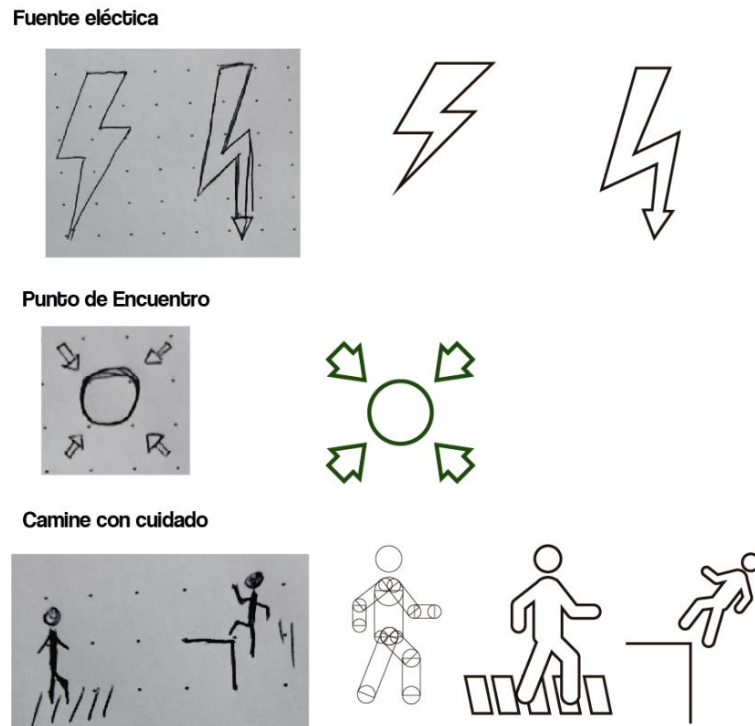 Fuente eléctica
Punto de Encuentro
Camine con cuidado